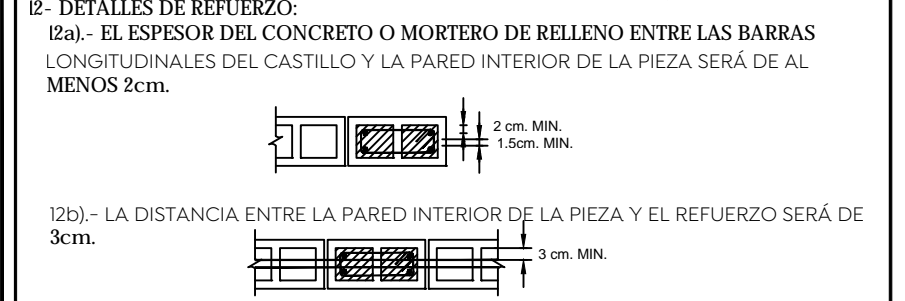 12- DETALLES DE REFUERZO:
12a).- EL ESPESOR DEL CONCRETO O MORTERO DE RELLENO ENTRE LAS BARRAS
LONGITUDINALES DEL CASTILLO Y LA PARED INTERIOR DE LA PIEZA SERÁ DE AL
MENOS 2cm.
2 cm. MIN.
1.5cm. MIN.
12b).- LA DISTANCIA ENTRE LA PARED INTERIOR DE LA PIEZA Y EL REFUERZO SERÁ DE
3cm.
3 cm. MIN.